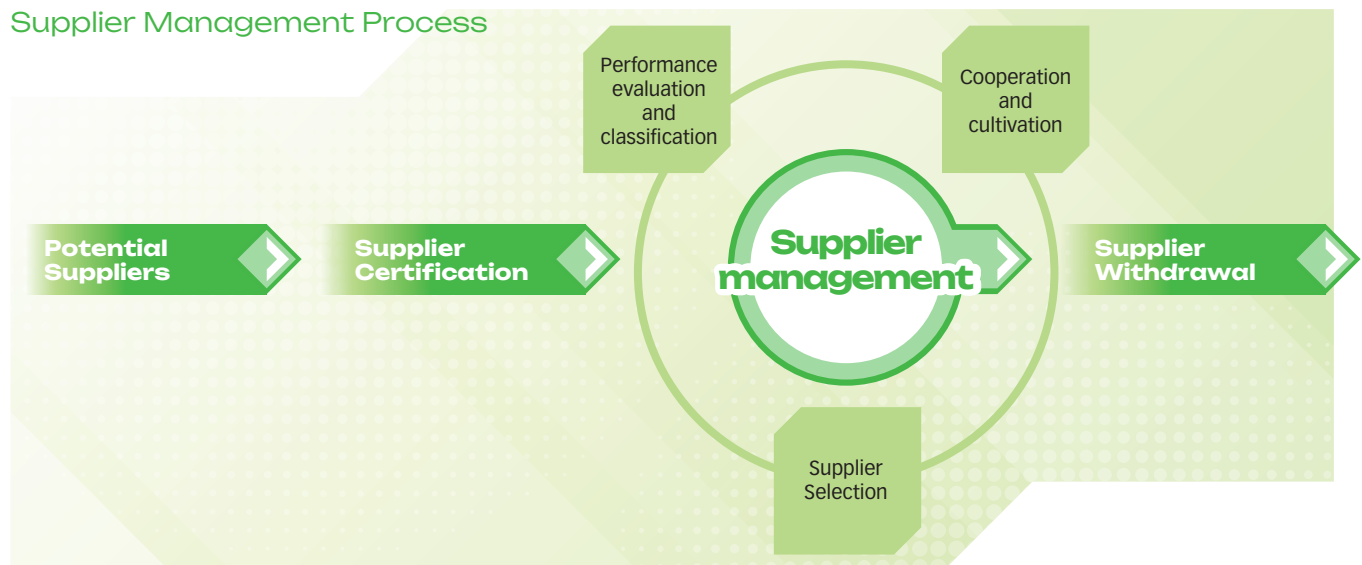 Supplier Management Process
Potential
Suppliers
Supplier
Certification
Performance
evaluation
and
classification
Cooperation
and
cultivation
Supplier
management
Supplier
Selection
Supplier
Withdrawal